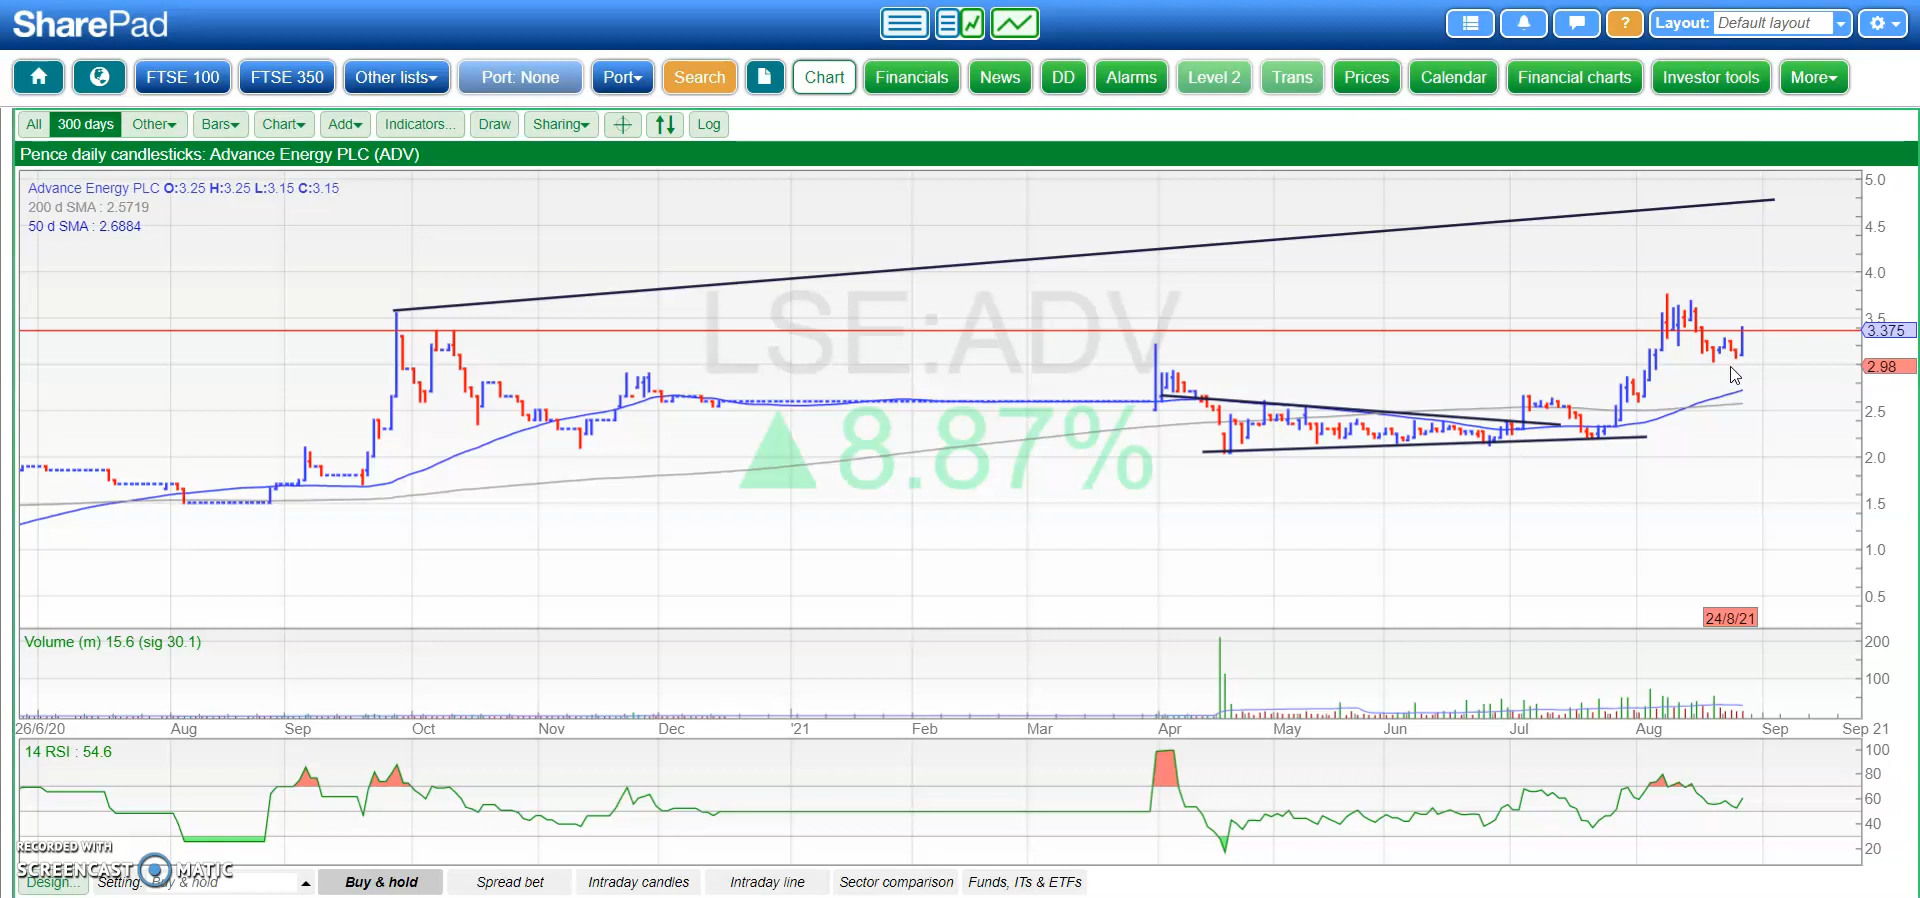 SharePad
Layout: Default layout
?
FTSE 100 FTSE 350 Other lists Port: None Port Search Chart Financials News DD Alarms Level 2 Trans Prices Calendar Financial charts Investor tools More
All 300 days Other Bars Chart Add Indicators... Draw Sharing Log
Pence daily candlesticks: Advance Energy PLC (ADV)
Advance Energy PLC O:3.25 H:3.25 L:3.15 C:3.15
200 d SMA : 2.5719
50 d SMA : 2.6884
LSE:ADV
▲8.87%
5.0
4.5
4.0
3.5
3.375
2.98
2.5
2.0
1.5
1.0
0.5
24/8/21
Volume (m) 15.6 (sig 30.1)
200
100
26/6/20 Aug Sep Oct Nov Dec '21 Feb Mar Apr May Jun Jul Aug Sep Sep 21
14 RSI : 54.6
100
80
60
40
20
RECORDED WITH
SCREENCAST MATIC
Design... Setting: Buy & hold Buy & hold Spread bet Intraday candles Intraday line Sector comparison Funds, ITs & ETFs